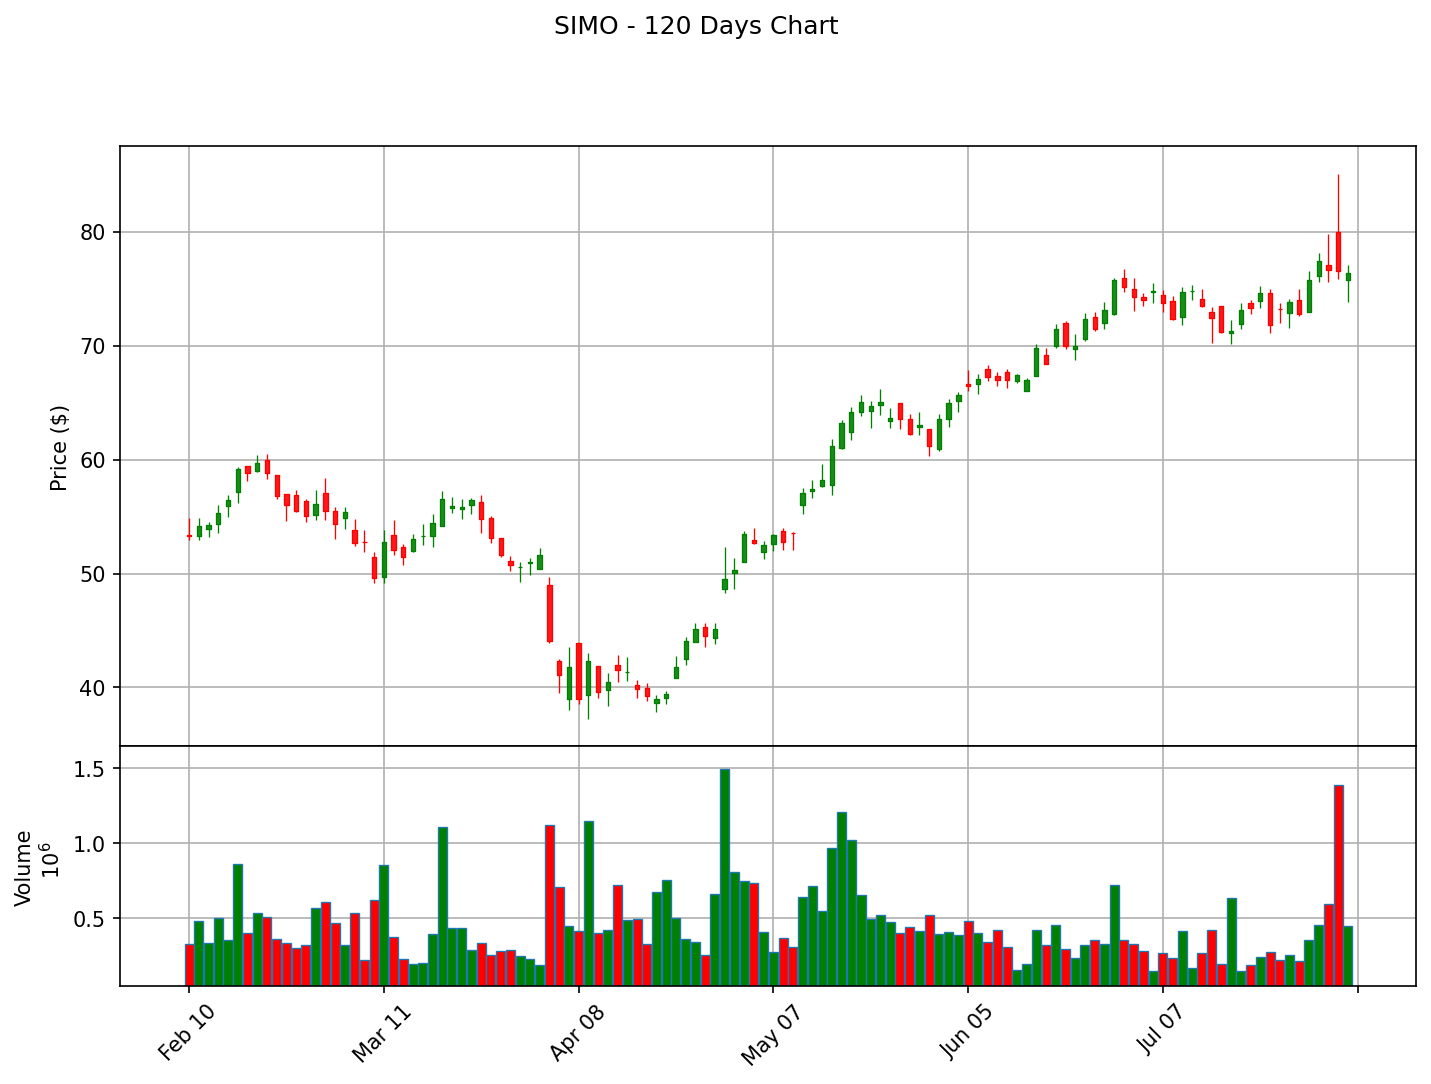 SIMO - 120 Days Chart
Price ($)
80
70
60
50
40
Volume
10⁶
1.5
1.0
0.5
Feb 10
Mar 11
Apr 08
May 07
Jun 05
Jul 07